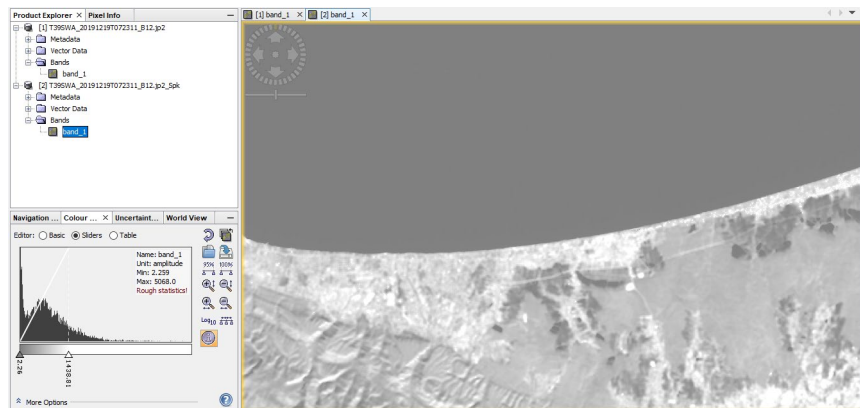 Product Explorer × Pixel Info
[1] T39SWA_20191219T072311_B12.jp2
Metadata
Vector Data
Bands
band_1
[2] T39SWA_20191219T072311_B12.jp2_Spk
Metadata
Vector Data
Bands
band_1
[1] band_1 × [2] band_1 ×
Navigation ... Colour ... × Uncertaint... World View
Editor: Basic Sliders Table
Name: band_1
Unit: amplitude
Min: 2.259
Max: 5068.0
Rough statistics!
95% 100%
Log10
2.26
1438.81
More Options